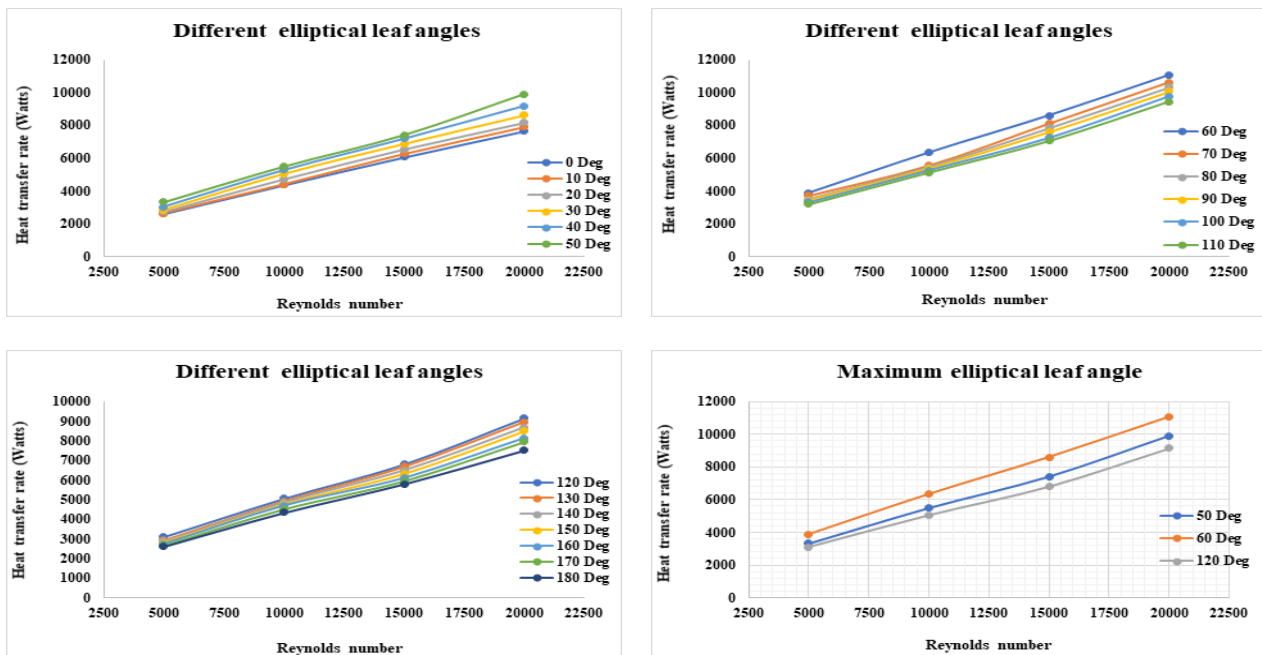 Different elliptical leaf angles
Heat transfer rate (Watts)
12000
10000
8000
6000
4000
2000
0
0 Deg
10 Deg
20 Deg
30 Deg
40 Deg
50 Deg
2500 5000 7500 10000 12500 15000 17500 20000 22500
Reynolds number
Different elliptical leaf angles
Heat transfer rate (Watts)
12000
10000
8000
6000
4000
2000
0
60 Deg
70 Deg
80 Deg
90 Deg
100 Deg
110 Deg
2500 5000 7500 10000 12500 15000 17500 20000 22500
Reynolds number
Different elliptical leaf angles
Heat transfer rate (Watts)
10000
9000
8000
7000
6000
5000
4000
3000
2000
1000
0
120 Deg
130 Deg
140 Deg
150 Deg
160 Deg
170 Deg
180 Deg
2500 5000 7500 10000 12500 15000 17500 20000 22500
Reynolds number
Maximum elliptical leaf angle
Heat transfer rate (Watts)
12000
10000
8000
6000
4000
2000
0
50 Deg
60 Deg
120 Deg
2500 5000 7500 10000 12500 15000 17500 20000 22500
Reynolds number